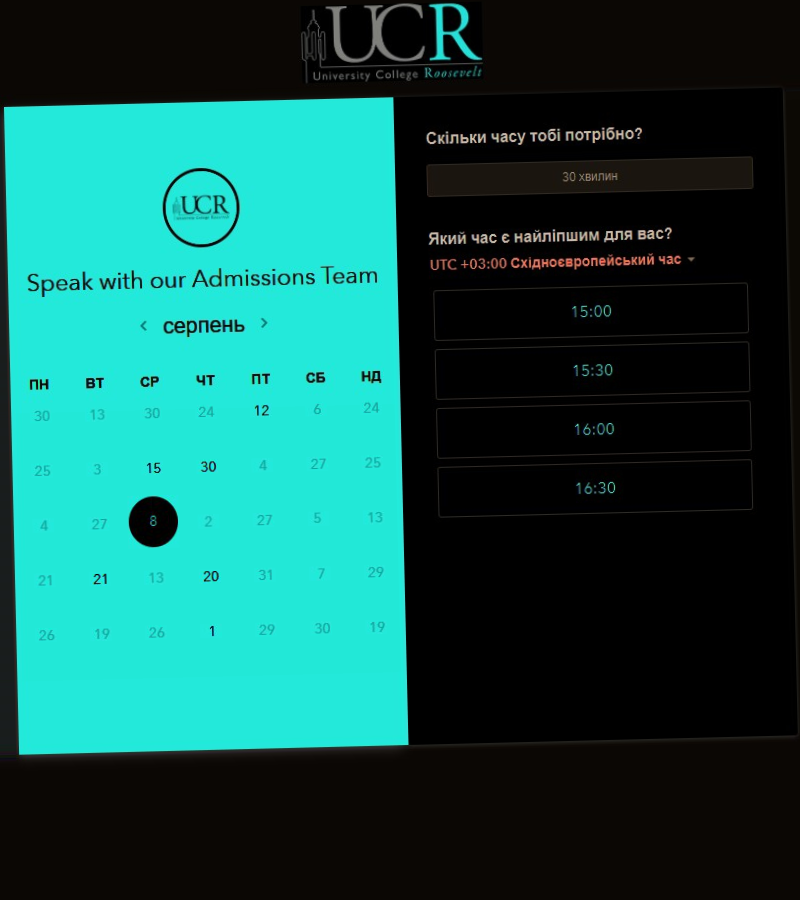 UCR
University College Roosevelt
UCR
Speak with our Admissions Team
серпень
ПН ВТ СР ЧТ ПТ СБ НД
30 13 30 24 12 6 24
25 3 15 30 4 27 25
4 27 8 2 27 5 13
21 21 13 20 31 7 29
26 19 26 1 29 30 19
Скільки часу тобі потрібно?
30 хвилин
Який час є найліпшим для вас?
UTC +03:00 Східноєвропейський час
15:00
15:30
16:00
16:30